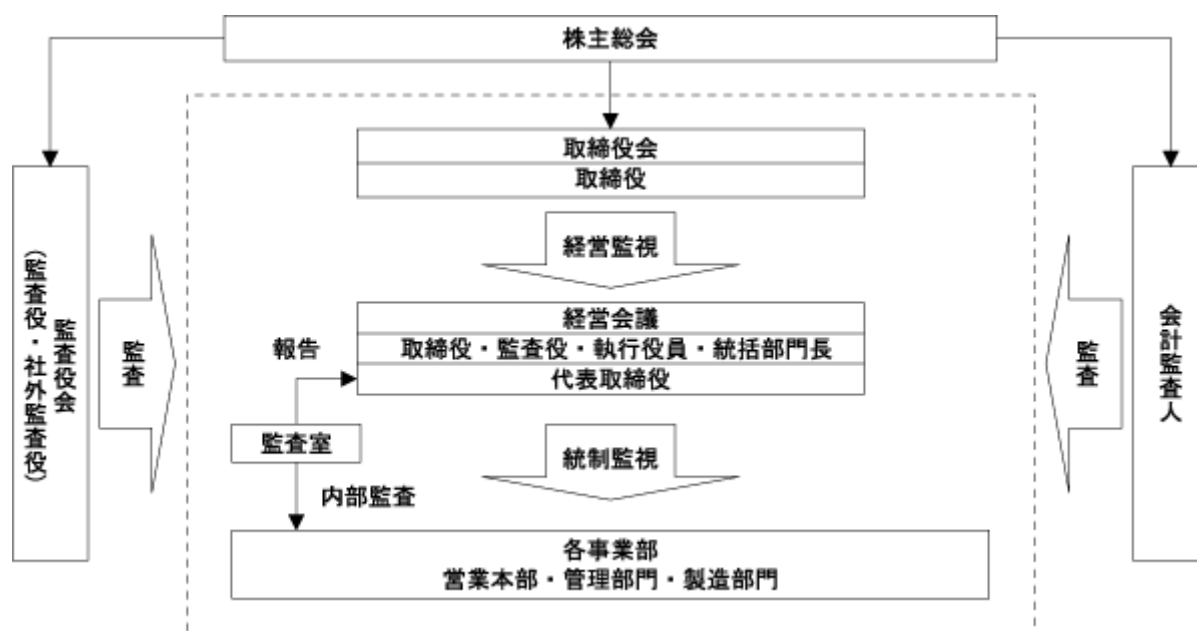 株主総会
取締役会
取締役
経営監視
経営会議
取締役・監査役・執行役員・統括部門長
代表取締役
報告
監査室
内部監査
統制監視
各事業部
営業本部・管理部門・製造部門
監査役会
（監査役・社外監査役）
監査
監査
会計監査人